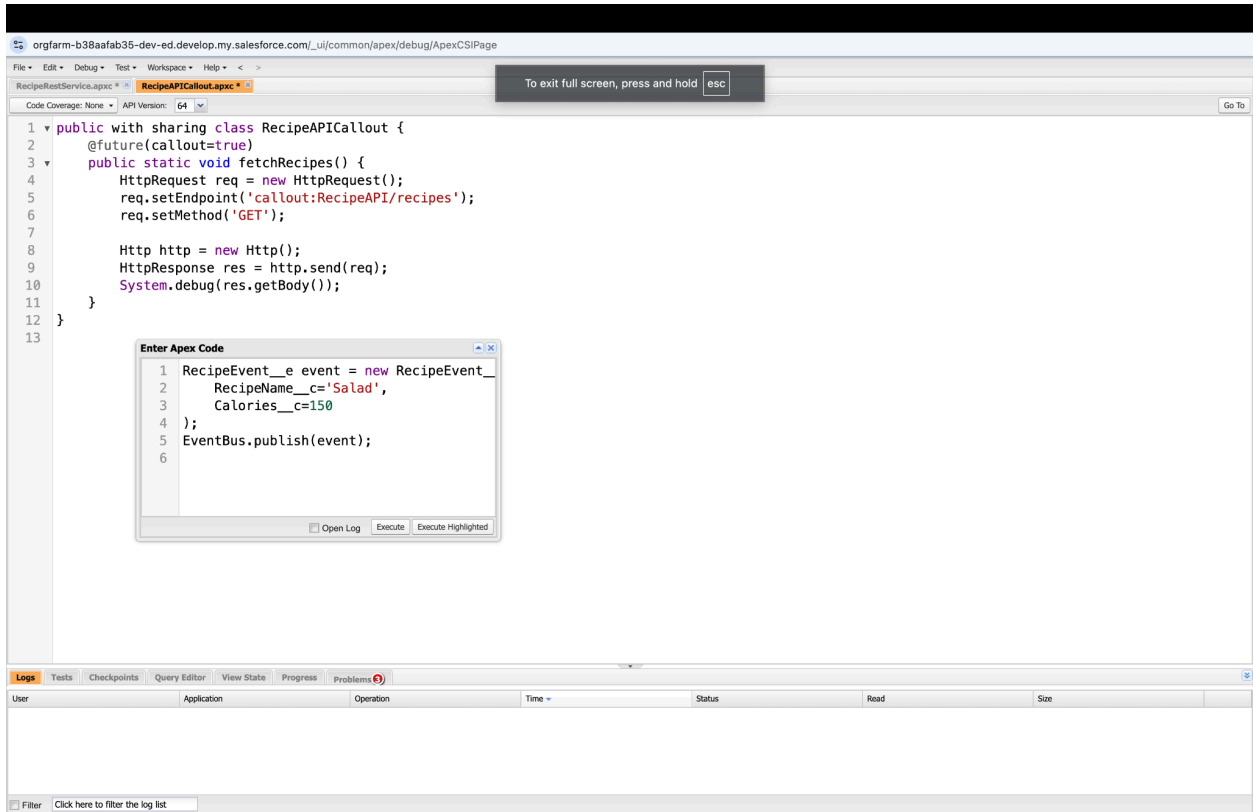 orgfarm-b38aafab35-dev-ed.develop.my.salesforce.com/_ui/common/apex/debug/ApexCSIPage
File Edit Debug Test Workspace Help < >
To exit full screen, press and hold esc
RecipeRestService.apxc * RecipeAPICallout.apxc *
Code Coverage: None API Version: 64 Go To
1 public with sharing class RecipeAPICallout {
2 @future(callout=true)
3 public static void fetchRecipes() {
4 HttpRequest req = new HttpRequest();
5 req.setEndpoint('callout:RecipeAPI/recipes');
6 req.setMethod('GET');
7
8 Http http = new Http();
9 HttpResponse res = http.send(req);
10 System.debug(res.getBody());
11 }
12 }
13
Enter Apex Code
1 RecipeEvent__e event = new RecipeEvent__
2 RecipeName__c='Salad',
3 Calories__c=150
4 );
5 EventBus.publish(event);
6
Open Log Execute Execute Highlighted
Logs Tests Checkpoints Query Editor View State Progress Problems 3
User Application Operation Time Status Read Size
Filter Click here to filter the log list